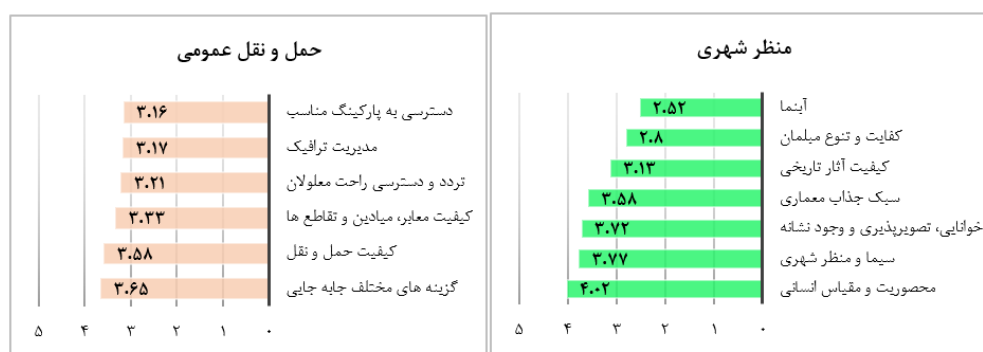 منظر شهری
آبنما ۲.۵۲
کفایت و تنوع مبلمان ۲.۸
کیفیت آثار تاریخی ۳.۱۳
سبک جذاب معماری ۳.۵۸
خوانایی، تصویرپذیری و وجود نشانه ۳.۷۲
سیما و منظر شهری ۳.۷۷
محصوریت و مقیاس انسانی ۴.۰۲
۰ ۱ ۲ ۳ ۴ ۵
حمل و نقل عمومی
دسترسی به پارکینگ مناسب ۳.۱۶
مدیریت ترافیک ۳.۱۷
تردد و دسترسی راحت معلولان ۳.۲۱
کیفیت معابر، میادین و تقاطع ها ۳.۳۳
کیفیت حمل و نقل ۳.۵۸
گزینه های مختلف جابه جایی ۳.۶۵
۰ ۱ ۲ ۳ ۴ ۵